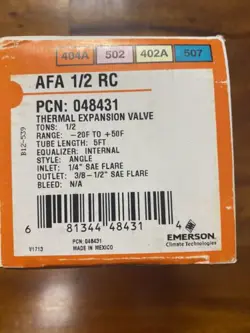 404A 502 402A 507
AFA 1/2 RC
PCN: 048431
THERMAL EXPANSION VALVE
TONS: 1/2
RANGE: -20F TO +50F
TUBE LENGTH: 5FT
EQUALIZER: INTERNAL
STYLE: ANGLE
INLET: 1/4" SAE FLARE
OUTLET: 3/8-1/2" SAE FLARE
BLEED: N/A
B12-539
6 81344 48431 4
PCN:048431
MADE IN MEXICO
V1713
EMERSON
Climate Technologies